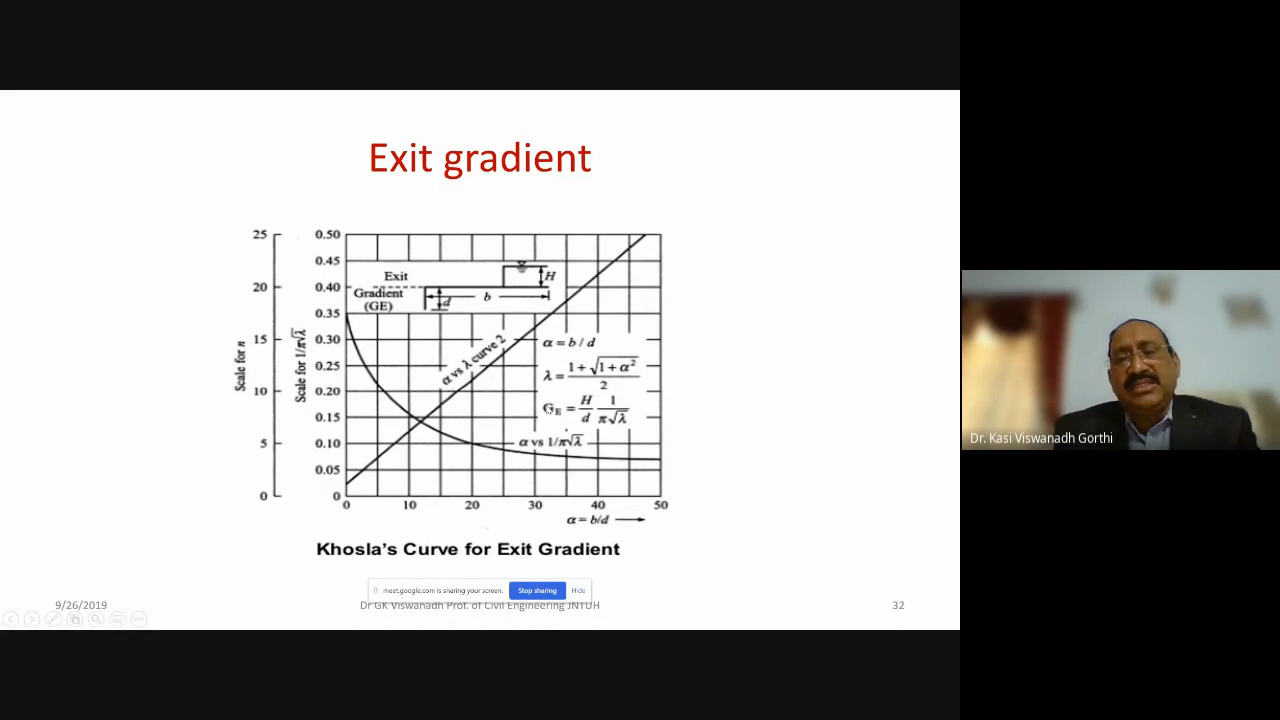 Exit gradient
25
20
15
10
5
0
Scale for n
0.50
0.45
0.40
0.35
0.30
0.25
0.20
0.15
0.10
0.05
0
Scale for 1/π√λ
Exit
Gradient
(GE)
H
d
b
α vs λ curve 2
α = b / d
λ = 1 + √1 + α² / 2
G_E = H/d 1/π√λ
α vs 1/π√λ
0 10 20 30 40 50
α = b/d
Khosla's Curve for Exit Gradient
meet.google.com is sharing your screen. Stop sharing Hide
9/26/2019
Dr GK Viswanadh Prof. of Civil Engineering JNTUH
32
Dr. Kasi Viswanadh Gorthi